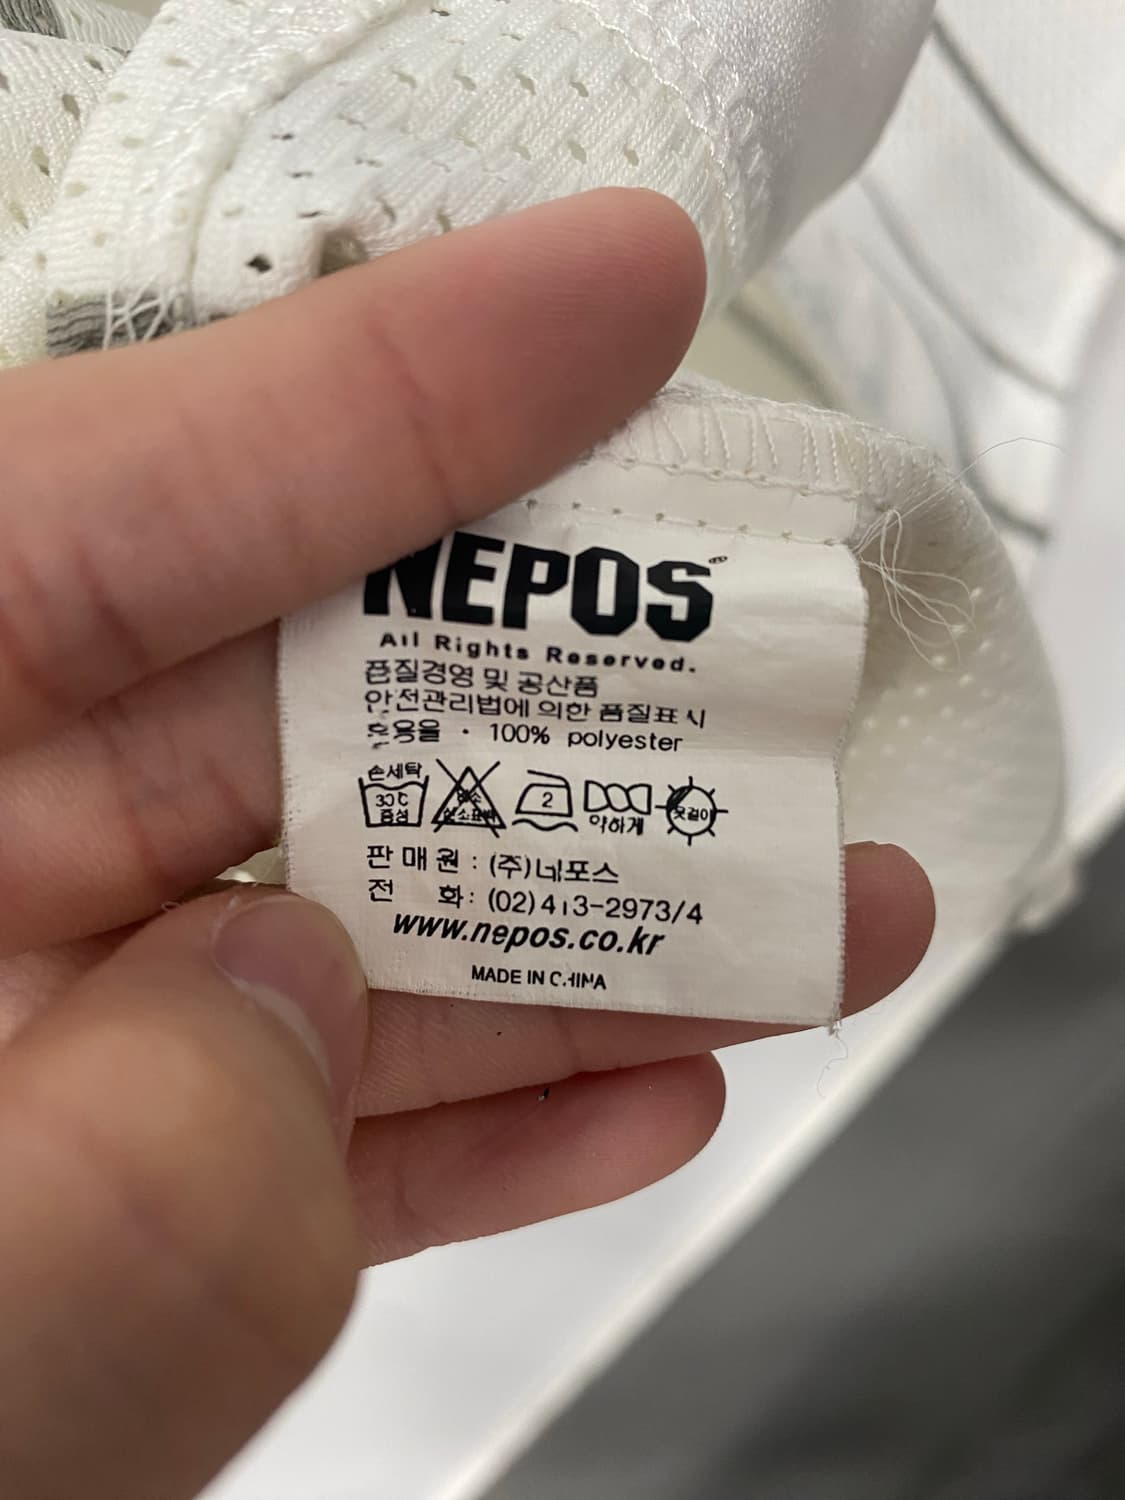 NEPOS
All Rights Reserved.
품질경영 및 공산품
안전관리법에 의한 품질표시
혼용율 · 100% polyester
손세탁
30℃
중성
2
약하게
옷걸이
판매원 : (주)네포스
전 화 : (02)413-2973/4
www.nepos.co.kr
MADE IN CHINA